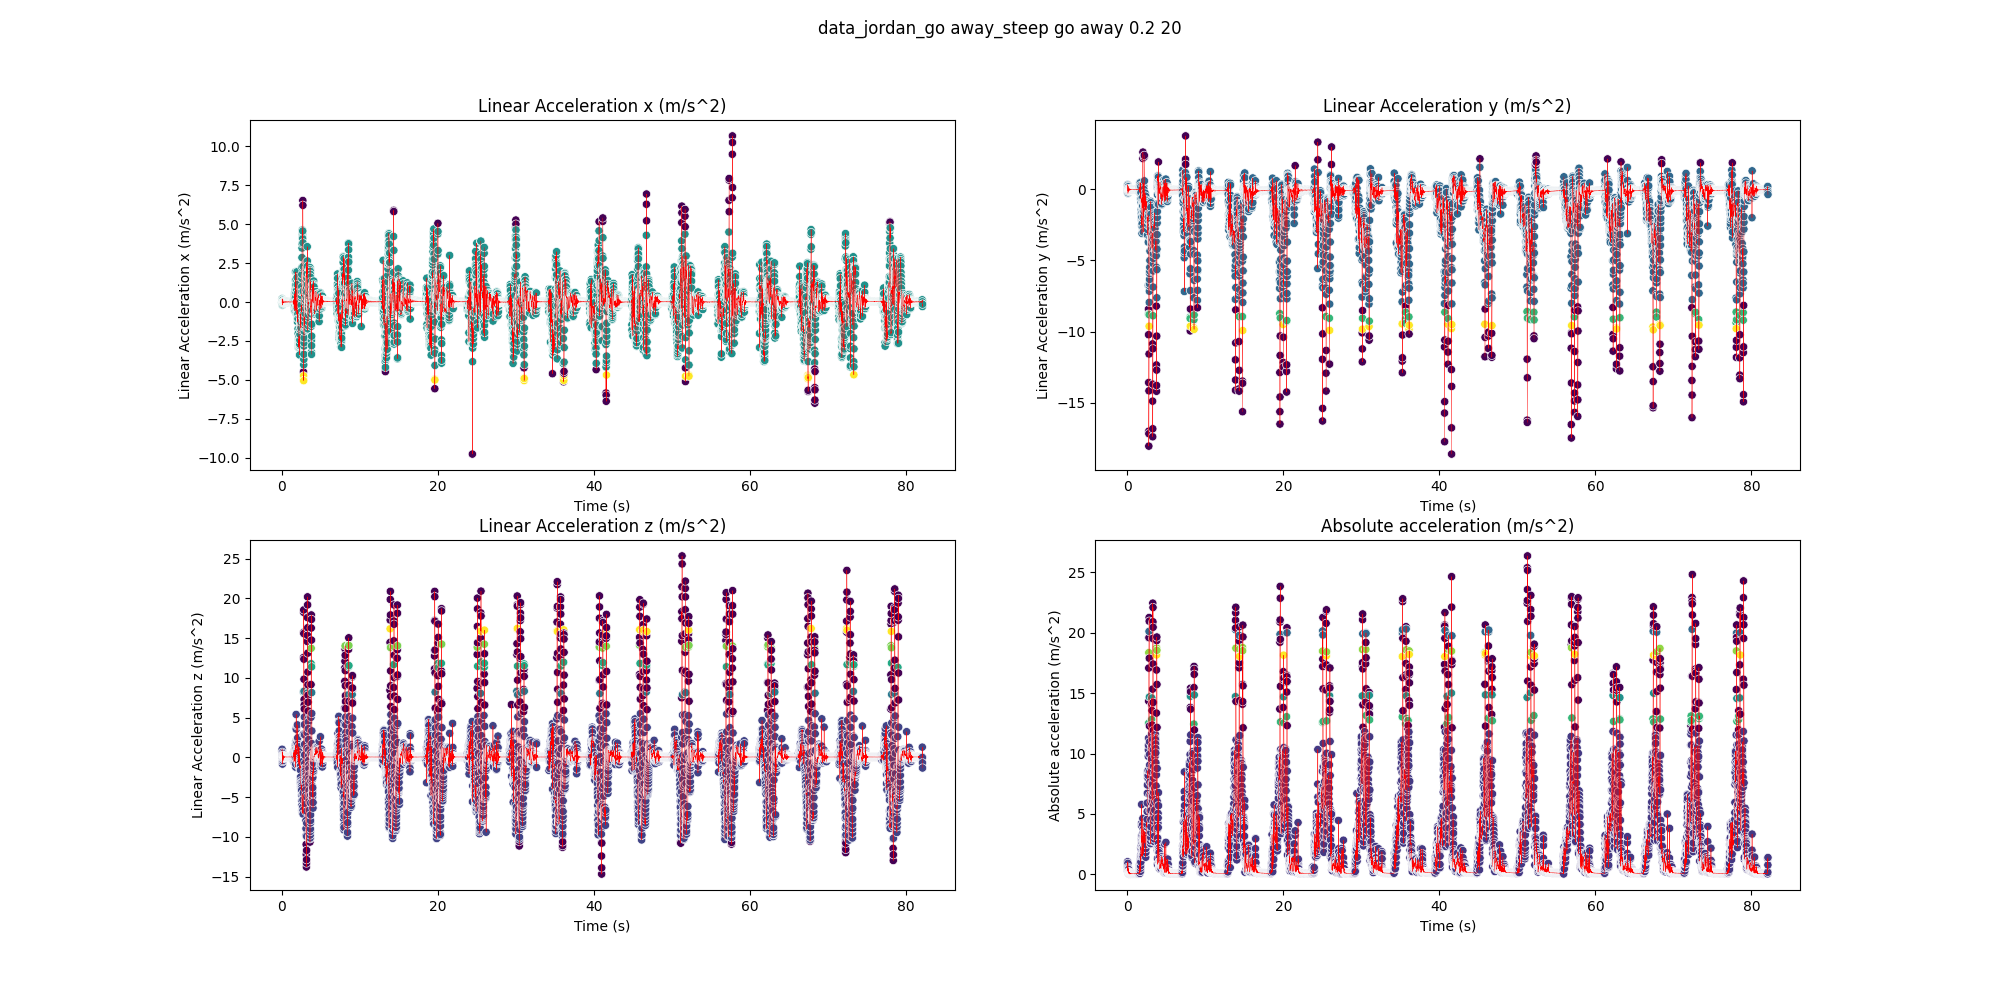 data_jordan_go away_steep go away 0.2 20
Linear Acceleration x (m/s^2)
Linear Acceleration x (m/s^2)
10.0
7.5
5.0
2.5
0.0
−2.5
−5.0
−7.5
−10.0
0 20 40 60 80
Time (s)
Linear Acceleration y (m/s^2)
Linear Acceleration y (m/s^2)
0
−5
−10
−15
0 20 40 60 80
Time (s)
Linear Acceleration z (m/s^2)
Linear Acceleration z (m/s^2)
25
20
15
10
5
0
−5
−10
−15
0 20 40 60 80
Time (s)
Absolute acceleration (m/s^2)
Absolute acceleration (m/s^2)
25
20
15
10
5
0
0 20 40 60 80
Time (s)